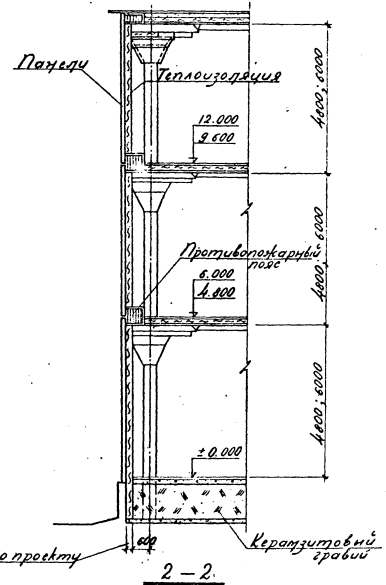 Панели
Теплоизоляция
4800; 6000
12.000
9.600
Противопожарный
пояс
4800; 6000
6.000
4.800
4800; 6000
±0.000
600
о проекту
Керамзитовый
гравий
2-2